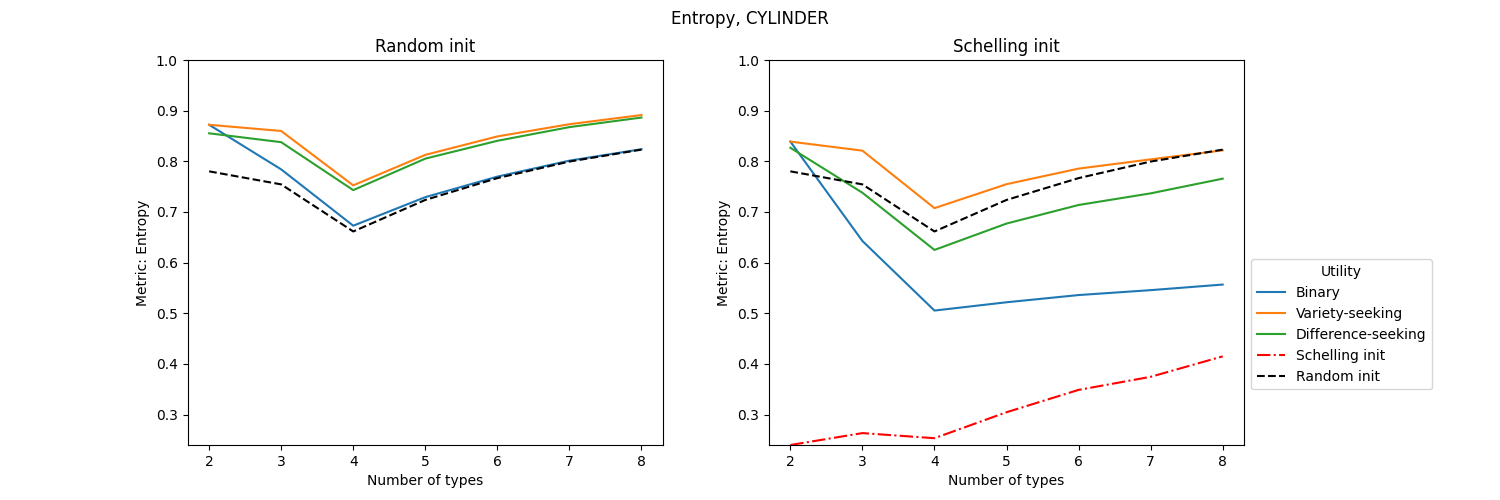 Entropy, CYLINDER
Random init
Metric: Entropy
1.0
0.9
0.8
0.7
0.6
0.5
0.4
0.3
2 3 4 5 6 7 8
Number of types
Schelling init
Metric: Entropy
1.0
0.9
0.8
0.7
0.6
0.5
0.4
0.3
2 3 4 5 6 7 8
Number of types
Utility
Binary
Variety-seeking
Difference-seeking
Schelling init
Random init